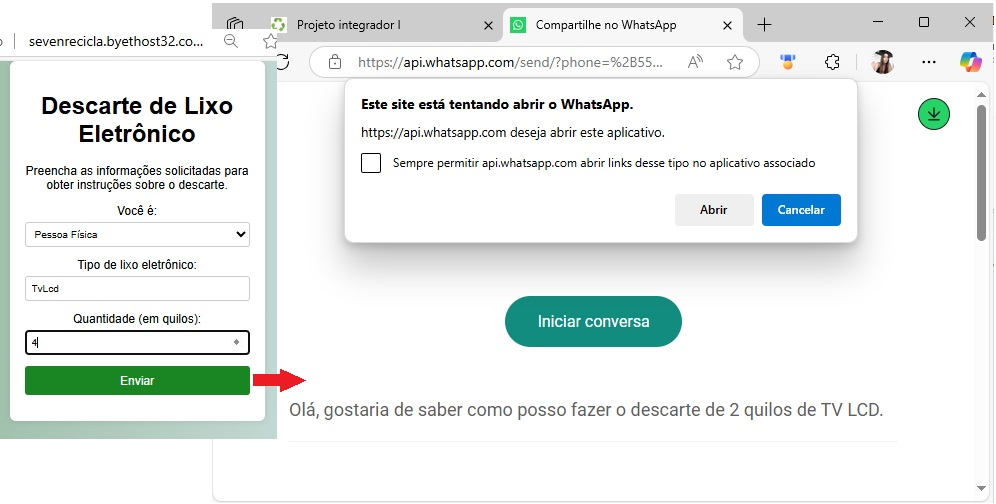 sevenrecicla.byethost32.co...
Descarte de Lixo
Eletrônico
Preencha as informações solicitadas para
obter instruções sobre o descarte.
Você é:
Pessoa Física
Tipo de lixo eletrônico:
TvLcd
Quantidade (em quilos):
4
Enviar
Projeto integrador I
Compartilhe no WhatsApp
https://api.whatsapp.com/send/?phone=%2B55...
Este site está tentando abrir o WhatsApp.
https://api.whatsapp.com deseja abrir este aplicativo.
Sempre permitir api.whatsapp.com abrir links desse tipo no aplicativo associado
Abrir
Cancelar
Iniciar conversa
Olá, gostaria de saber como posso fazer o descarte de 2 quilos de TV LCD.